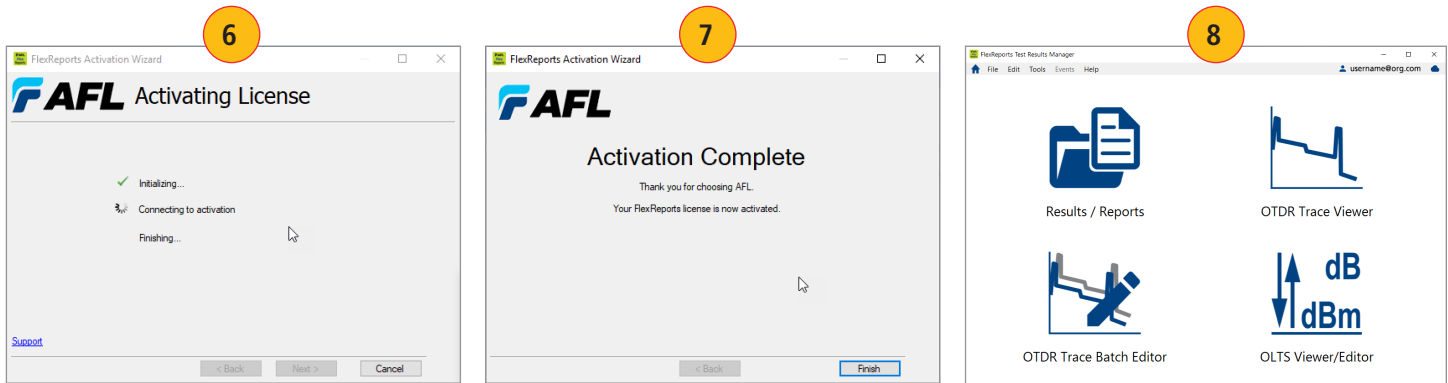 6
FlexReports Activation Wizard
AFL Activating License
Initializing...
Connecting to activation
Finishing...
Support
< Back Next > Cancel
7
FlexReports Activation Wizard
AFL
Activation Complete
Thank you for choosing AFL.
Your FlexReports license is now activated.
< Back Finish
8
FlexReports Test Results Manager
File Edit Tools Events Help username@org.com
Results / Reports OTDR Trace Viewer
dB
dBm
OTDR Trace Batch Editor OLTS Viewer/Editor